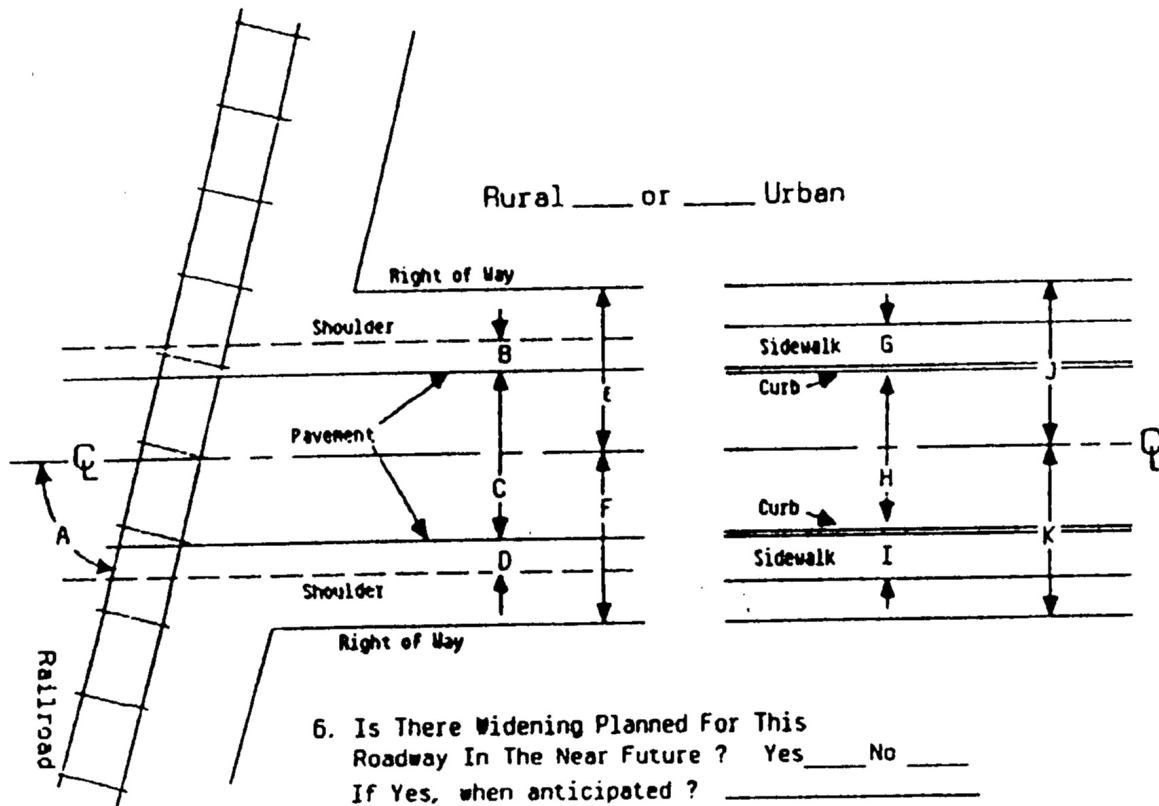 Rural ____ or ____ Urban
Right of Way
Shoulder
B
E
Pavement
C
F
A
D
Shoulder
Right of Way
Railroad
Sidewalk G
Curb
J
H
Curb
K
Sidewalk I
℄
℄
6. Is There Widening Planned For This
Roadway In The Near Future ? Yes____ No ____
If Yes, when anticipated ? ____________________